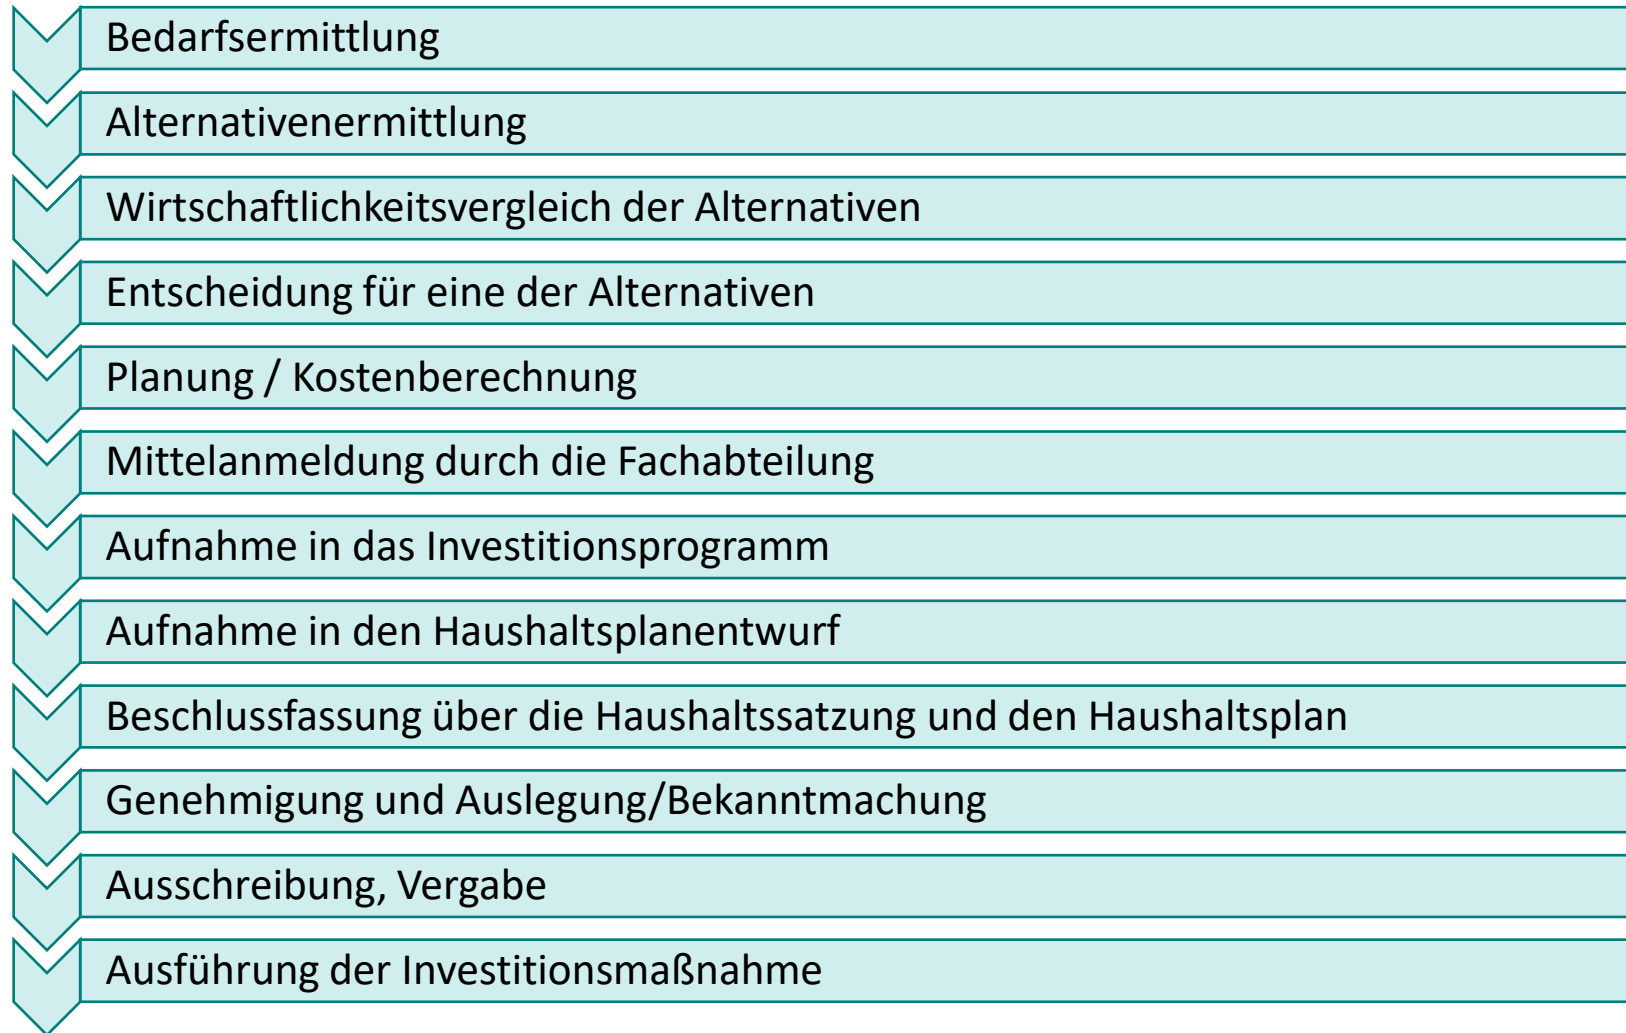 Bedarfsermittlung
Alternativenermittlung
Wirtschaftlichkeitsvergleich der Alternativen
Entscheidung für eine der Alternativen
Planung / Kostenberechnung
Mittelanmeldung durch die Fachabteilung
Aufnahme in das Investitionsprogramm
Aufnahme in den Haushaltsplanentwurf
Beschlussfassung über die Haushaltssatzung und den Haushaltsplan
Genehmigung und Auslegung/Bekanntmachung
Ausschreibung, Vergabe
Ausführung der Investitionsmaßnahme